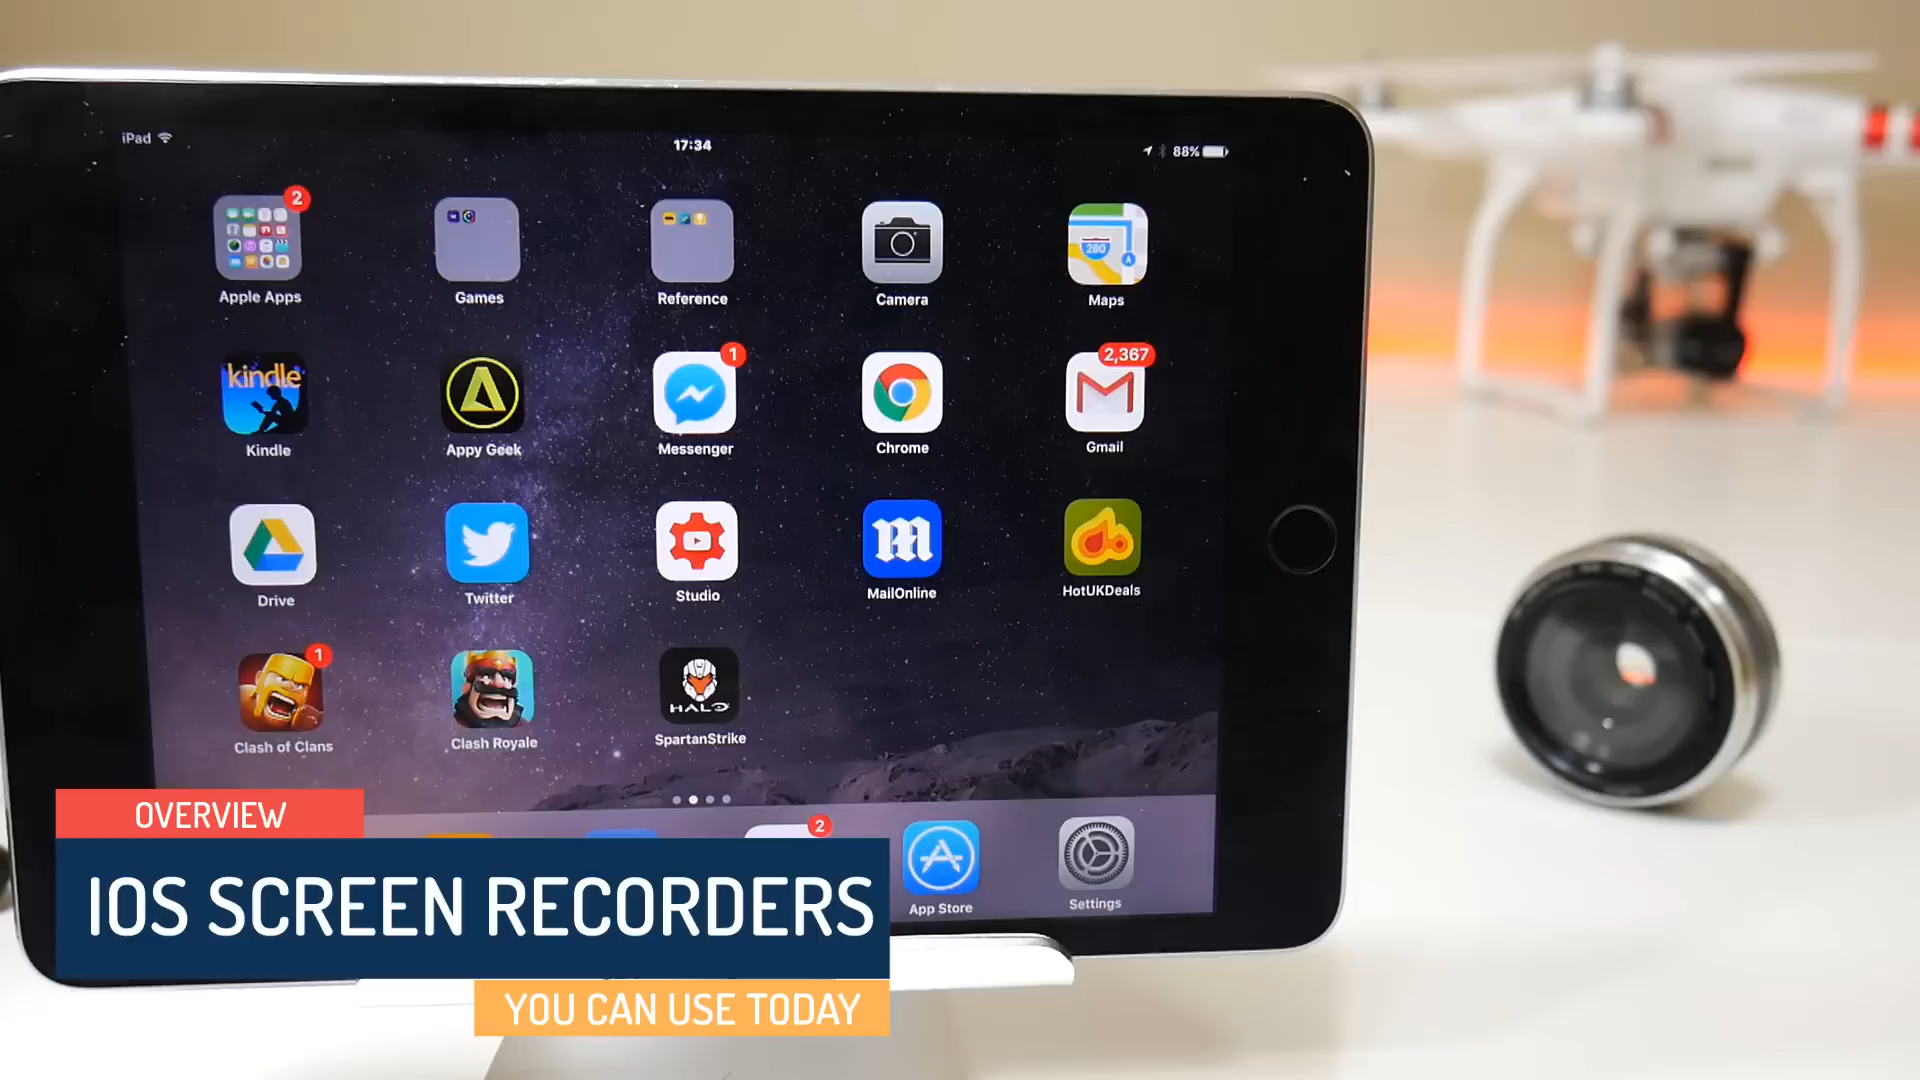 iPad 17:34 88%
2
Apple Apps Games Reference Camera Maps
280
1 2,367
kindle
Kindle Appy Geek Messenger Chrome Gmail
Drive Twitter Studio MailOnline HotUKDeals
1
HALO
Clash of Clans Clash Royale SpartanStrike
2
App Store Settings
OVERVIEW
IOS SCREEN RECORDERS
YOU CAN USE TODAY